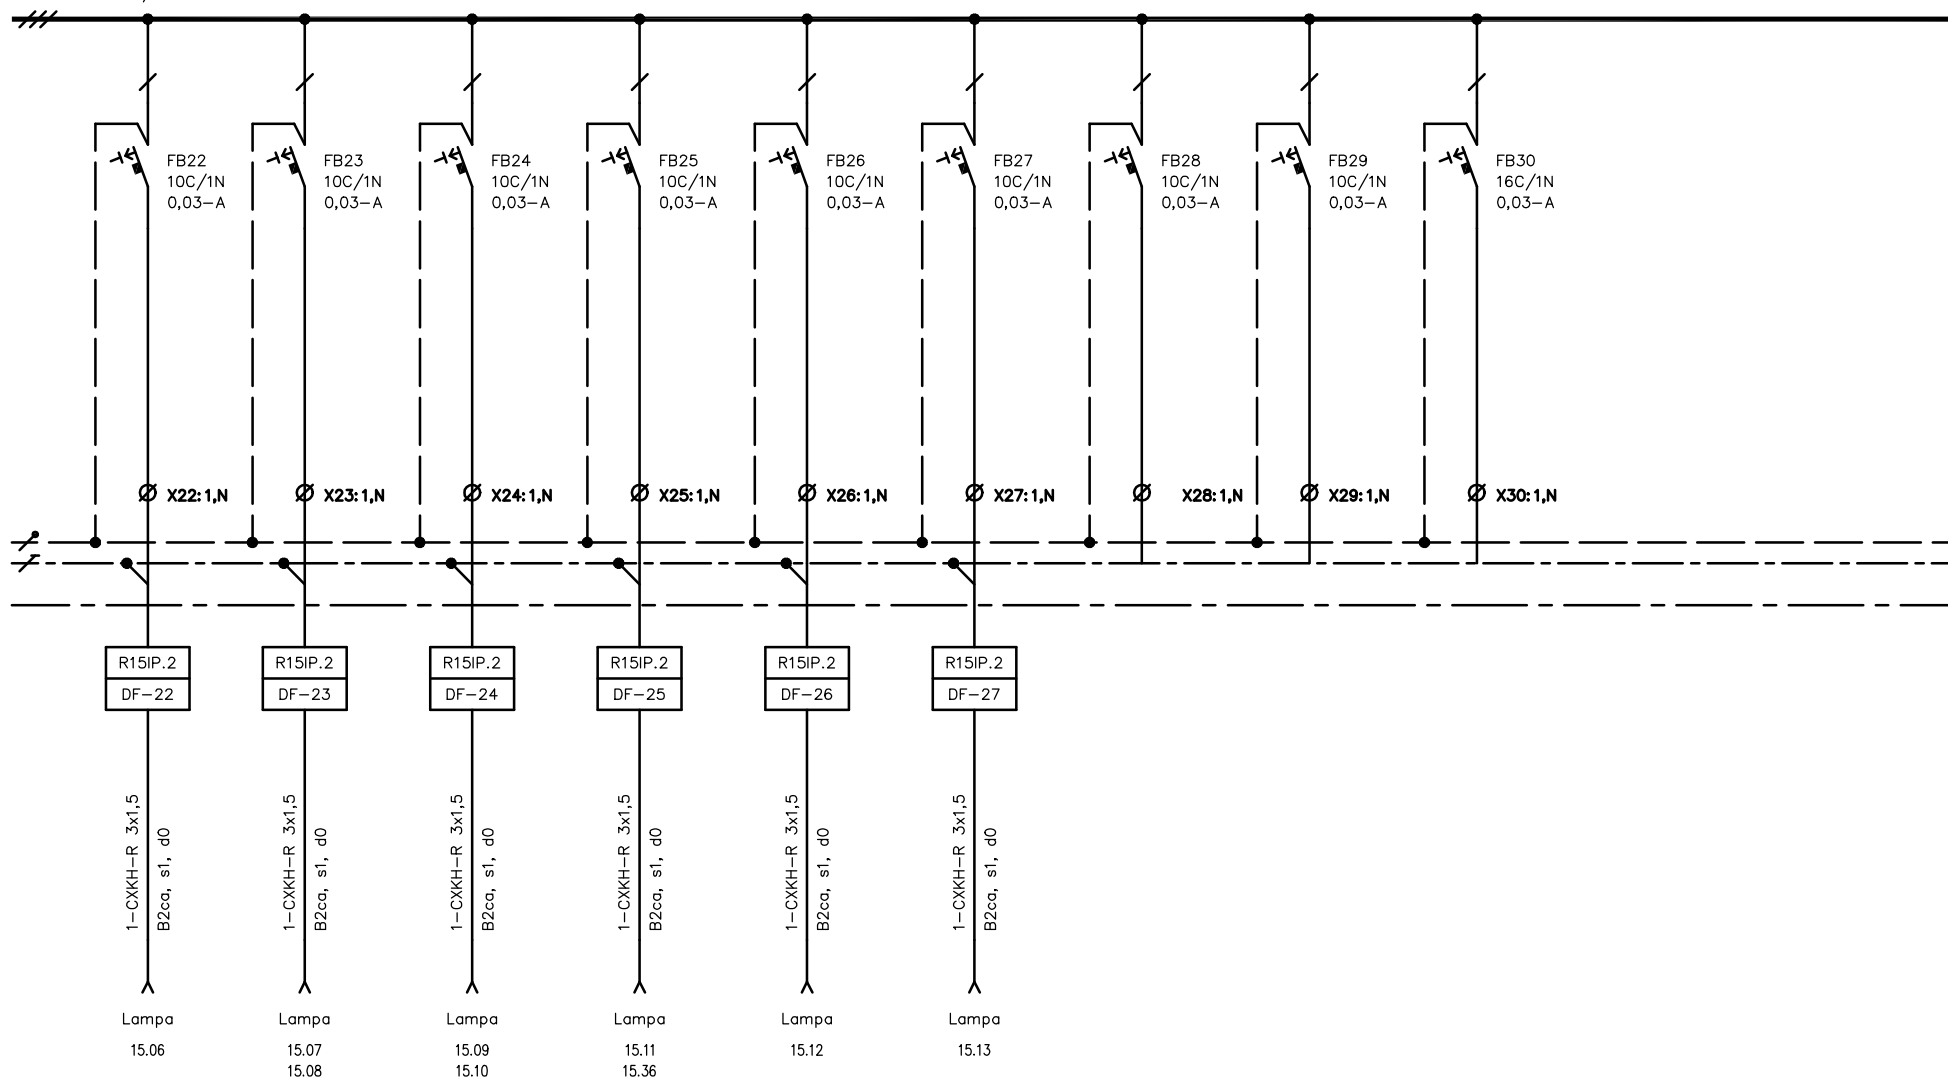 FB22
10C/1N
0,03-A
FB23
10C/1N
0,03-A
FB24
10C/1N
0,03-A
FB25
10C/1N
0,03-A
FB26
10C/1N
0,03-A
FB27
10C/1N
0,03-A
FB28
10C/1N
0,03-A
FB29
10C/1N
0,03-A
FB30
16C/1N
0,03-A
X22:1,N
X23:1,N
X24:1,N
X25:1,N
X26:1,N
X27:1,N
X28:1,N
X29:1,N
X30:1,N
R15IP.2
DF-22
R15IP.2
DF-23
R15IP.2
DF-24
R15IP.2
DF-25
R15IP.2
DF-26
R15IP.2
DF-27
1-CXKH-R 3x1,5
B2ca, s1, d0
1-CXKH-R 3x1,5
B2ca, s1, d0
1-CXKH-R 3x1,5
B2ca, s1, d0
1-CXKH-R 3x1,5
B2ca, s1, d0
1-CXKH-R 3x1,5
B2ca, s1, d0
1-CXKH-R 3x1,5
B2ca, s1, d0
Lampa
15.06
Lampa
15.07
15.08
Lampa
15.09
15.10
Lampa
15.11
15.36
Lampa
15.12
Lampa
15.13